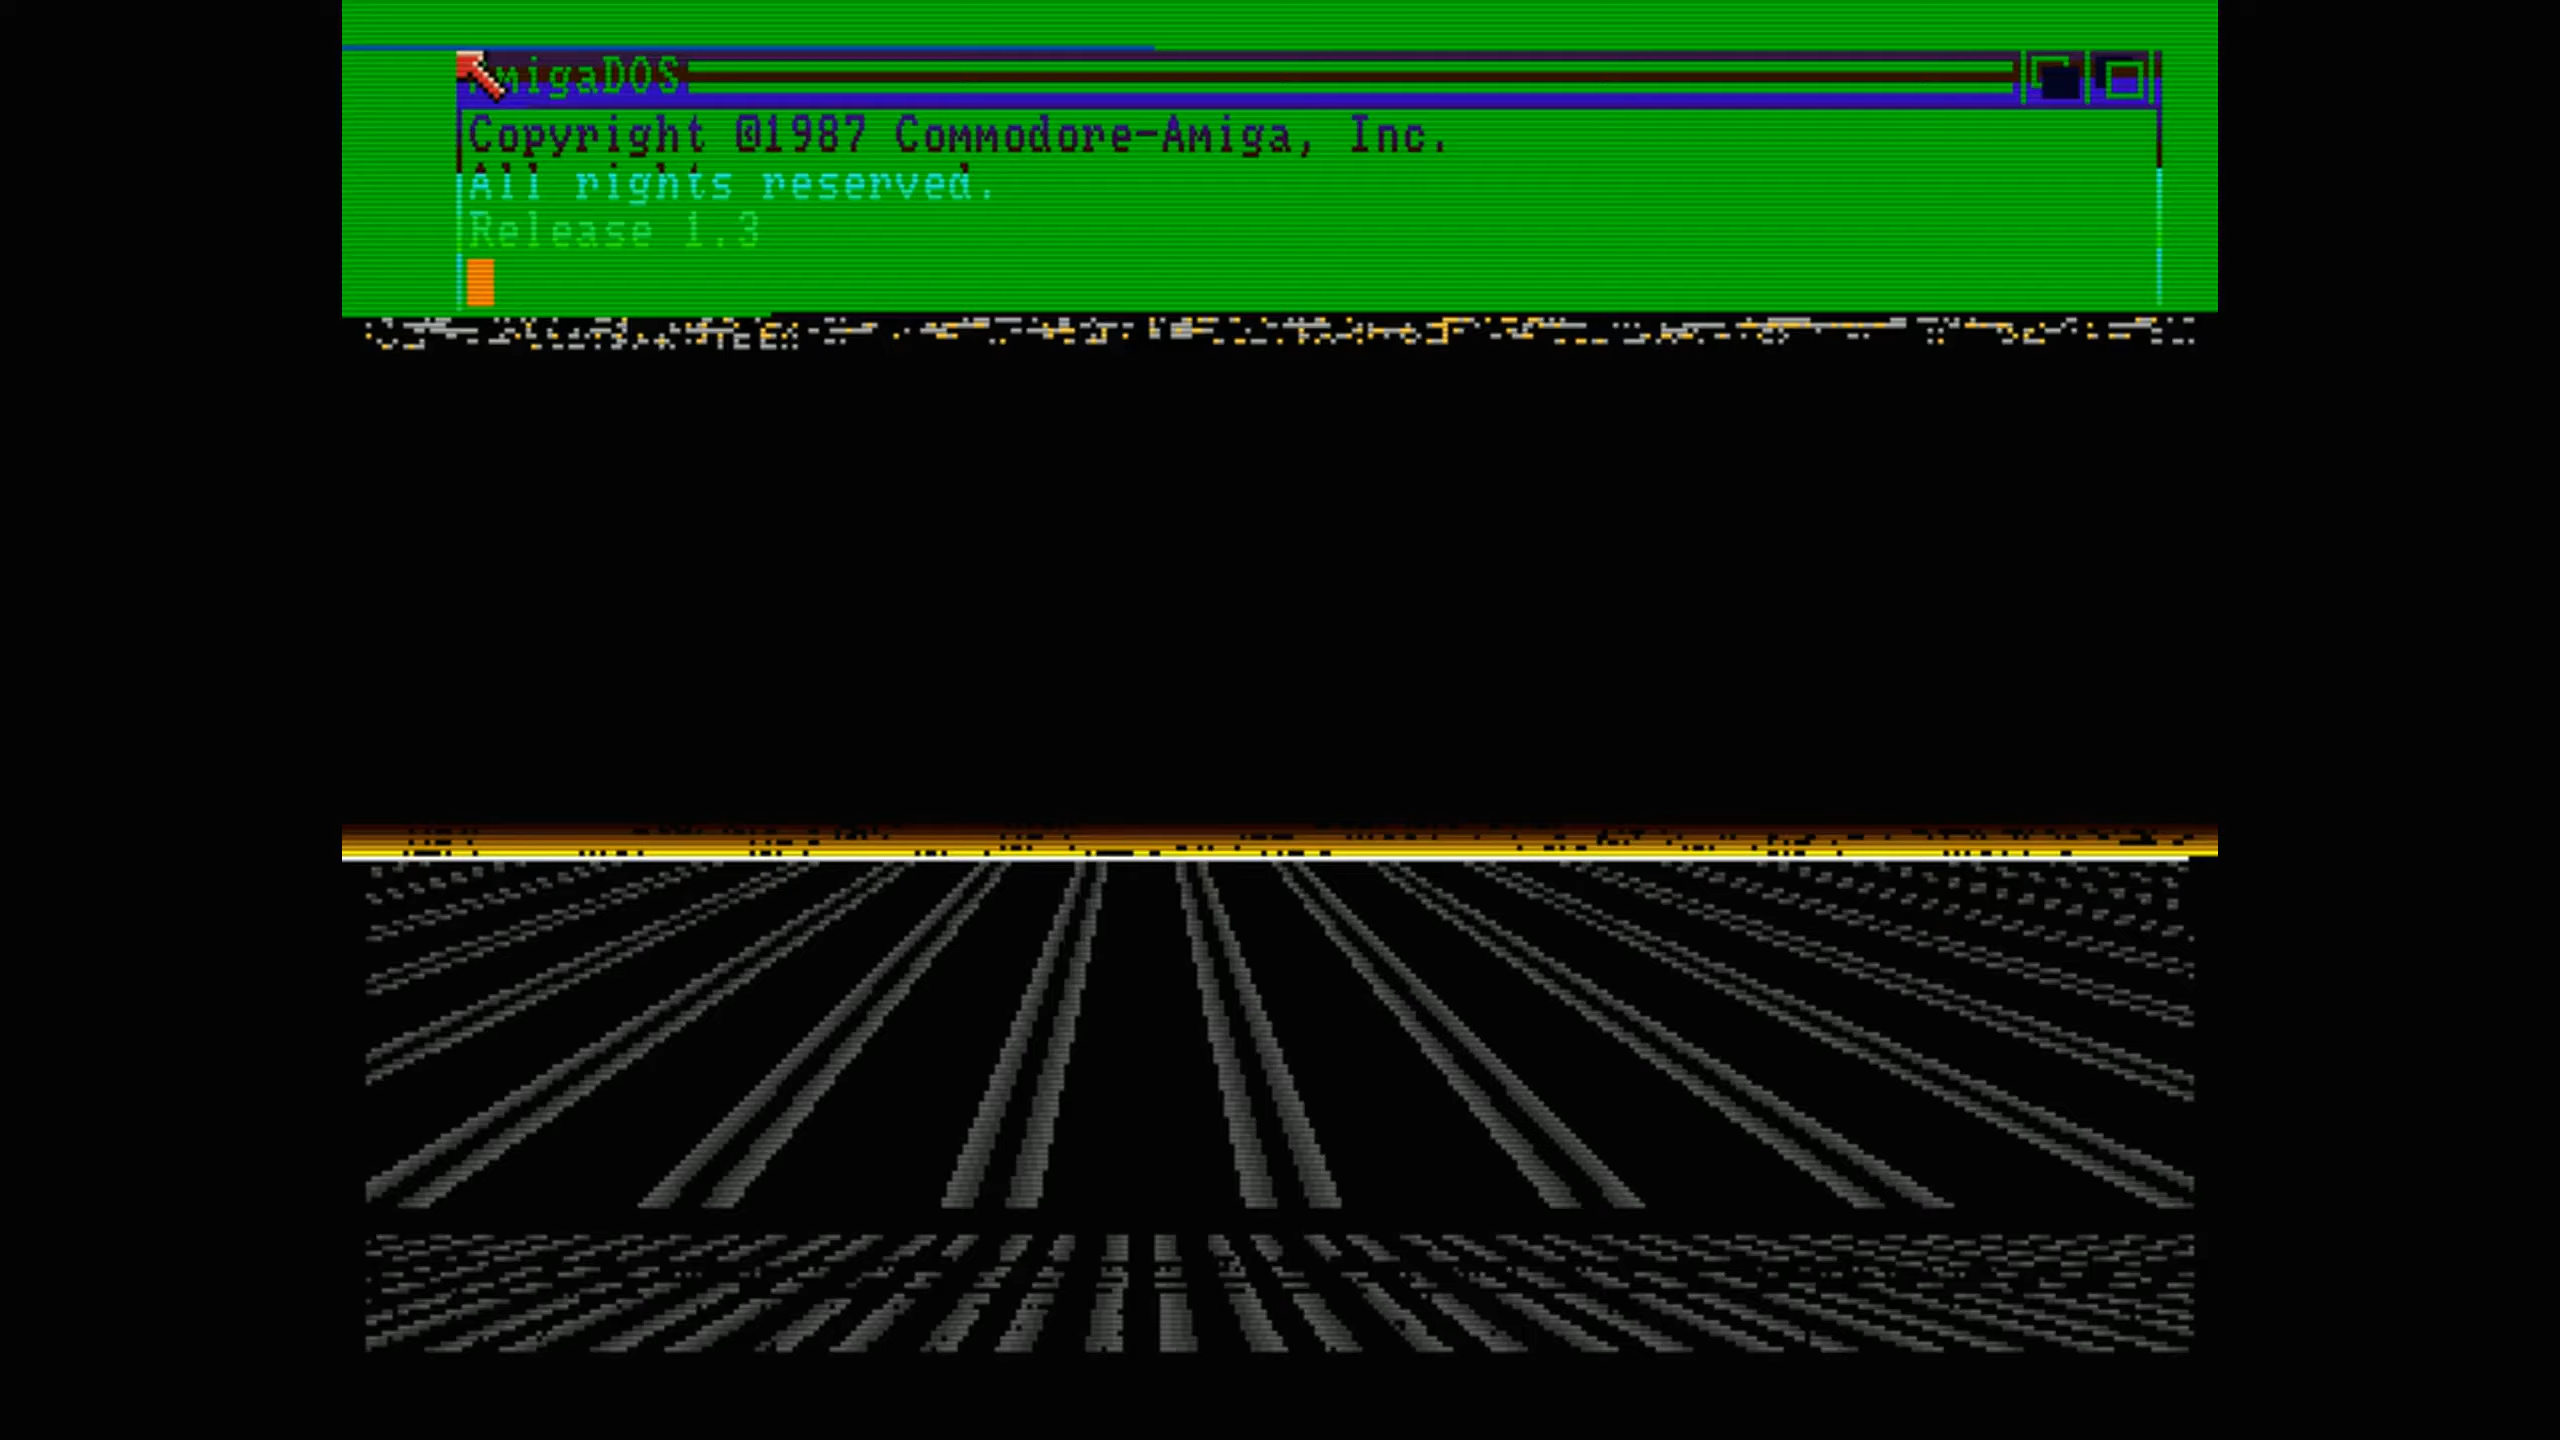 AmigaDOS
Copyright ©1987 Commodore-Amiga, Inc.
All rights reserved.
Release 1.3